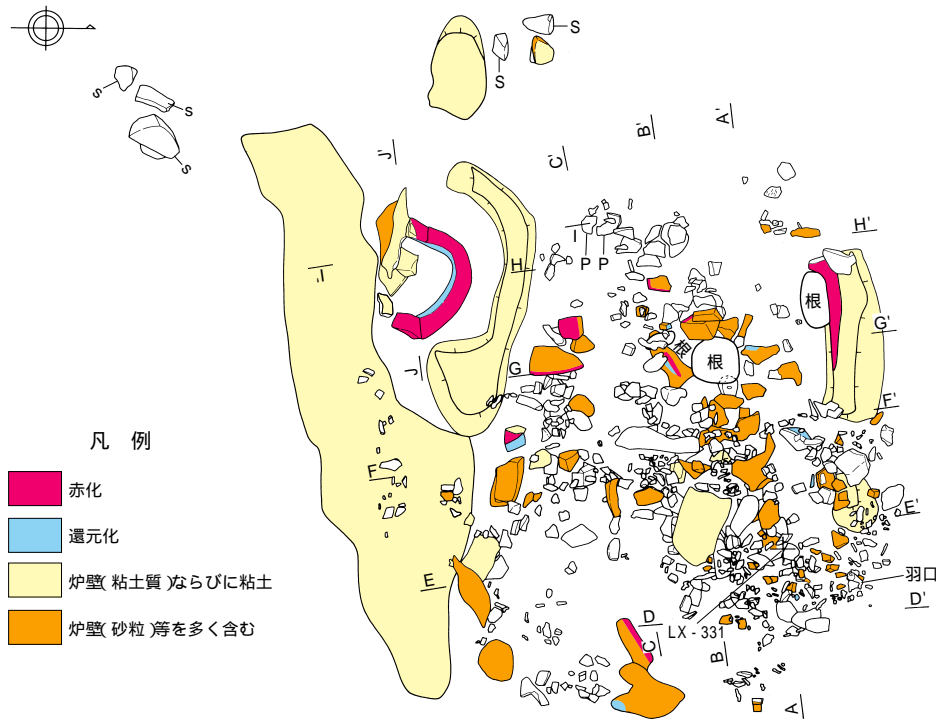 S
S
S
S
S
B'
A'
J'
C'
I
H'
P P
H
I'
根
G'
根
根
J
G
F'
凡 例
赤化
還元化
炉壁(粘土質)ならびに粘土
炉壁(砂粒)等を多く含む
F
E'
E
羽口
D'
D
LX-331
C
B
A